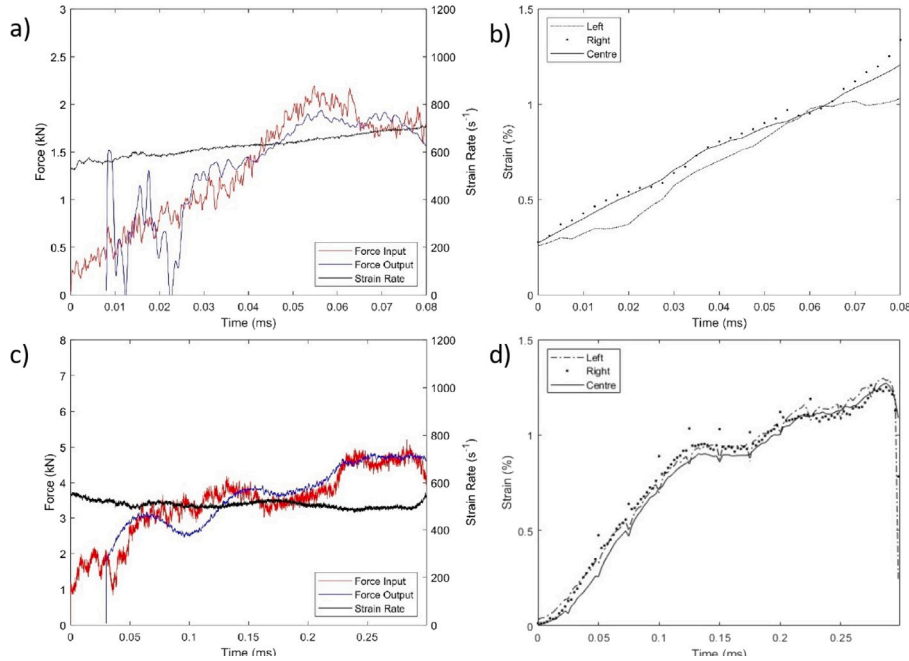 a)
3
2.5
2
1.5
1
0.5
0
Force (kN)
1200
1000
800
600
400
200
0
Strain Rate (s⁻¹)
Force Input
Force Output
Strain Rate
0 0.01 0.02 0.03 0.04 0.05 0.06 0.07 0.08
Time (ms)
b)
1.5
1
0.5
0
Strain (%)
Left
Right
Centre
0 0.01 0.02 0.03 0.04 0.05 0.06 0.07 0.08
Time (ms)
c)
8
7
6
5
4
3
2
1
0
Force (kN)
1200
1000
800
600
400
200
0
Strain Rate (s⁻¹)
Force Input
Force Output
Strain Rate
0 0.05 0.1 0.15 0.2 0.25
Time (ms)
d)
1.5
1
0.5
0
Strain (%)
Left
Right
Centre
0 0.05 0.1 0.15 0.2 0.25
Time (ms)